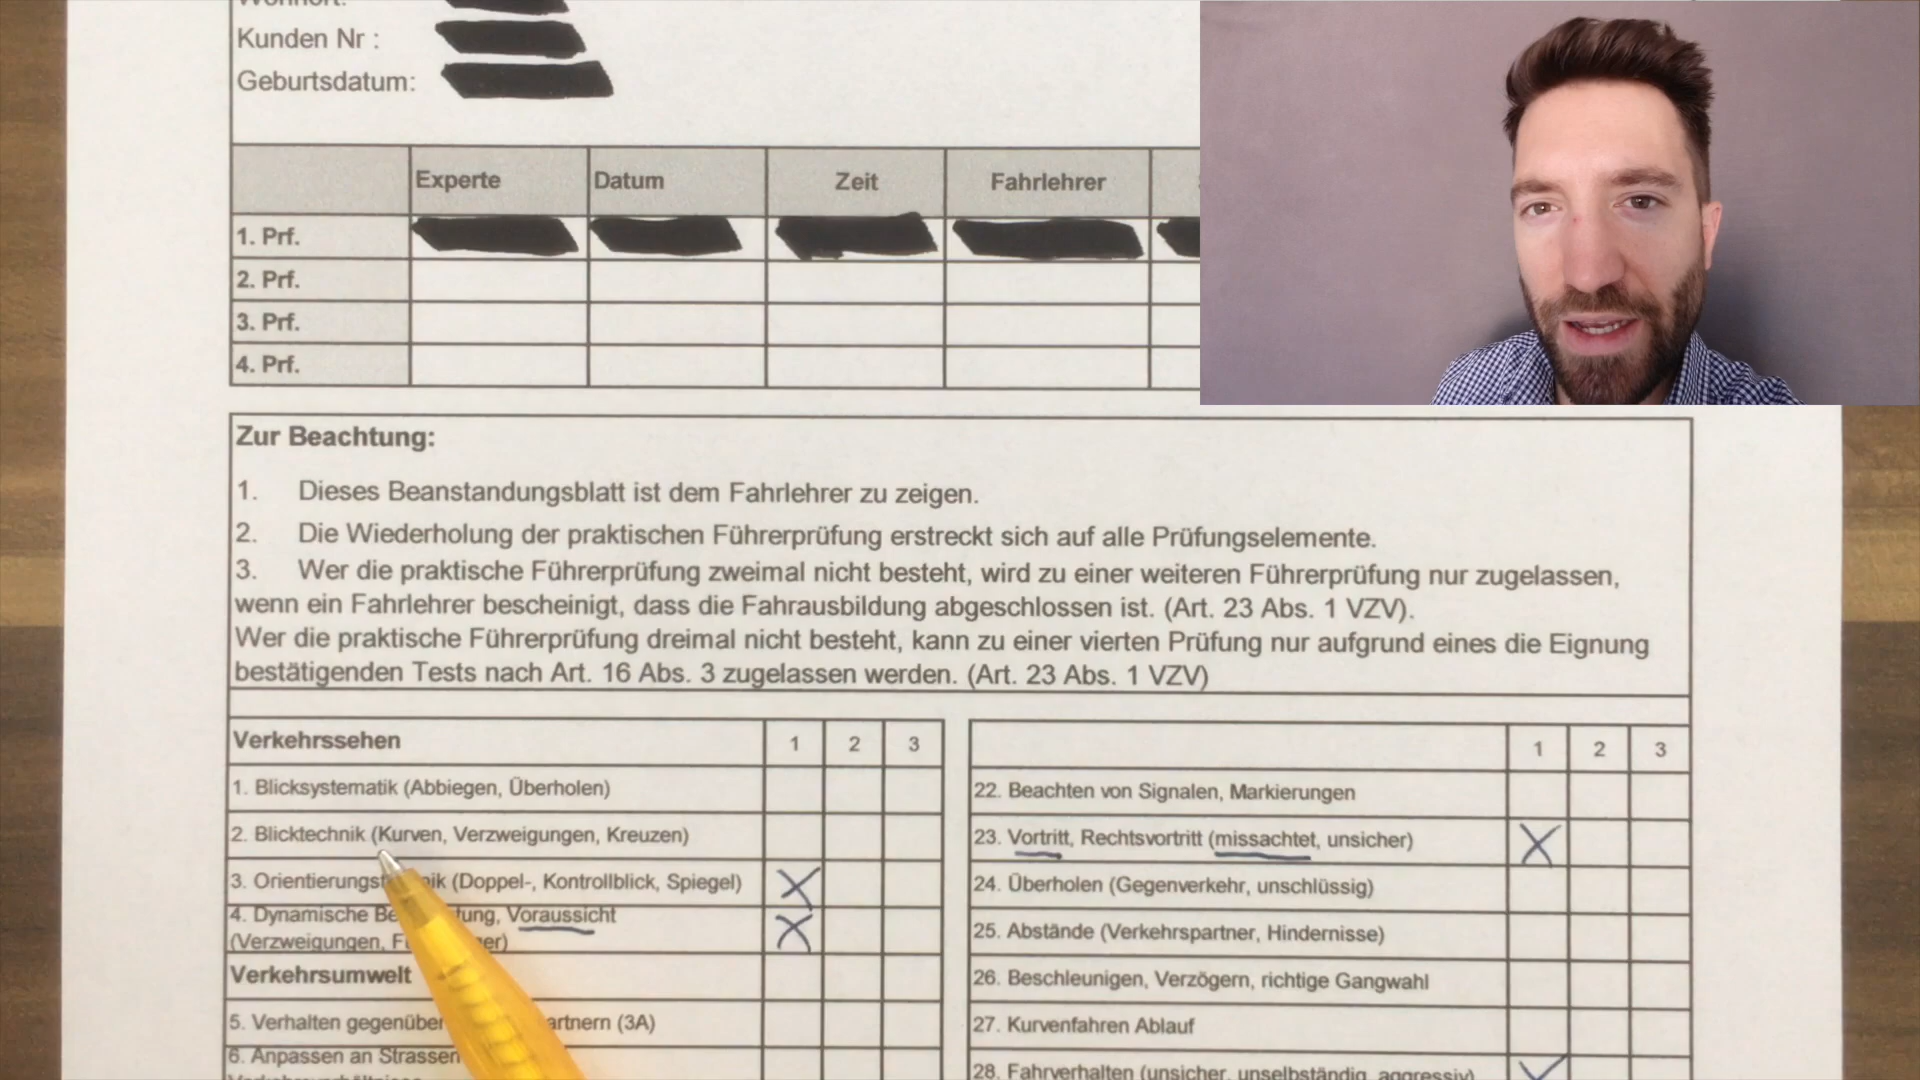 Wohnort:
Kunden Nr :
Geburtsdatum:
Experte Datum Zeit Fahrlehrer
1. Prf.
2. Prf.
3. Prf.
4. Prf.
Zur Beachtung:
1. Dieses Beanstandungsblatt ist dem Fahrlehrer zu zeigen.
2. Die Wiederholung der praktischen Führerprüfung erstreckt sich auf alle Prüfungselemente.
3. Wer die praktische Führerprüfung zweimal nicht besteht, wird zu einer weiteren Führerprüfung nur zugelassen,
wenn ein Fahrlehrer bescheinigt, dass die Fahrausbildung abgeschlossen ist. (Art. 23 Abs. 1 VZV).
Wer die praktische Führerprüfung dreimal nicht besteht, kann zu einer vierten Prüfung nur aufgrund eines die Eignung
bestätigenden Tests nach Art. 16 Abs. 3 zugelassen werden. (Art. 23 Abs. 1 VZV)
Verkehrssehen 1 2 3
1. Blicksystematik (Abbiegen, Überholen)
2. Blicktechnik (Kurven, Verzweigungen, Kreuzen)
3. (Doppel-, Kontrollblick, Spiegel) X
4. Dynamische Voraussicht X
(Verzweigungen,
Verkehrsumwelt
5. Verhalten gegenüber (3A)
6. Anpassen an
1 2 3
22. Beachten von Signalen, Markierungen
23. Vortritt, Rechtsvortritt (missachtet, unsicher) X
24. Überholen (Gegenverkehr, unschlüssig)
25. Abstände (Verkehrspartner, Hindernisse)
26. Beschleunigen, Verzögern, richtige Gangwahl
27. Kurvenfahren Ablauf
28. Fahrverhalten (unsicher, unselbständig, aggressiv) X